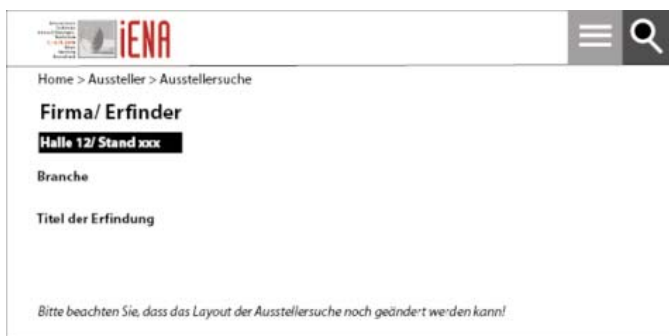 iENA
Home > Aussteller > Ausstellersuche
Firma/ Erfinder
Halle 12/ Stand xxx
Branche
Titel der Erfindung
Bitte beachten Sie, dass das Layout der Ausstellersuche noch geändert werden kann!